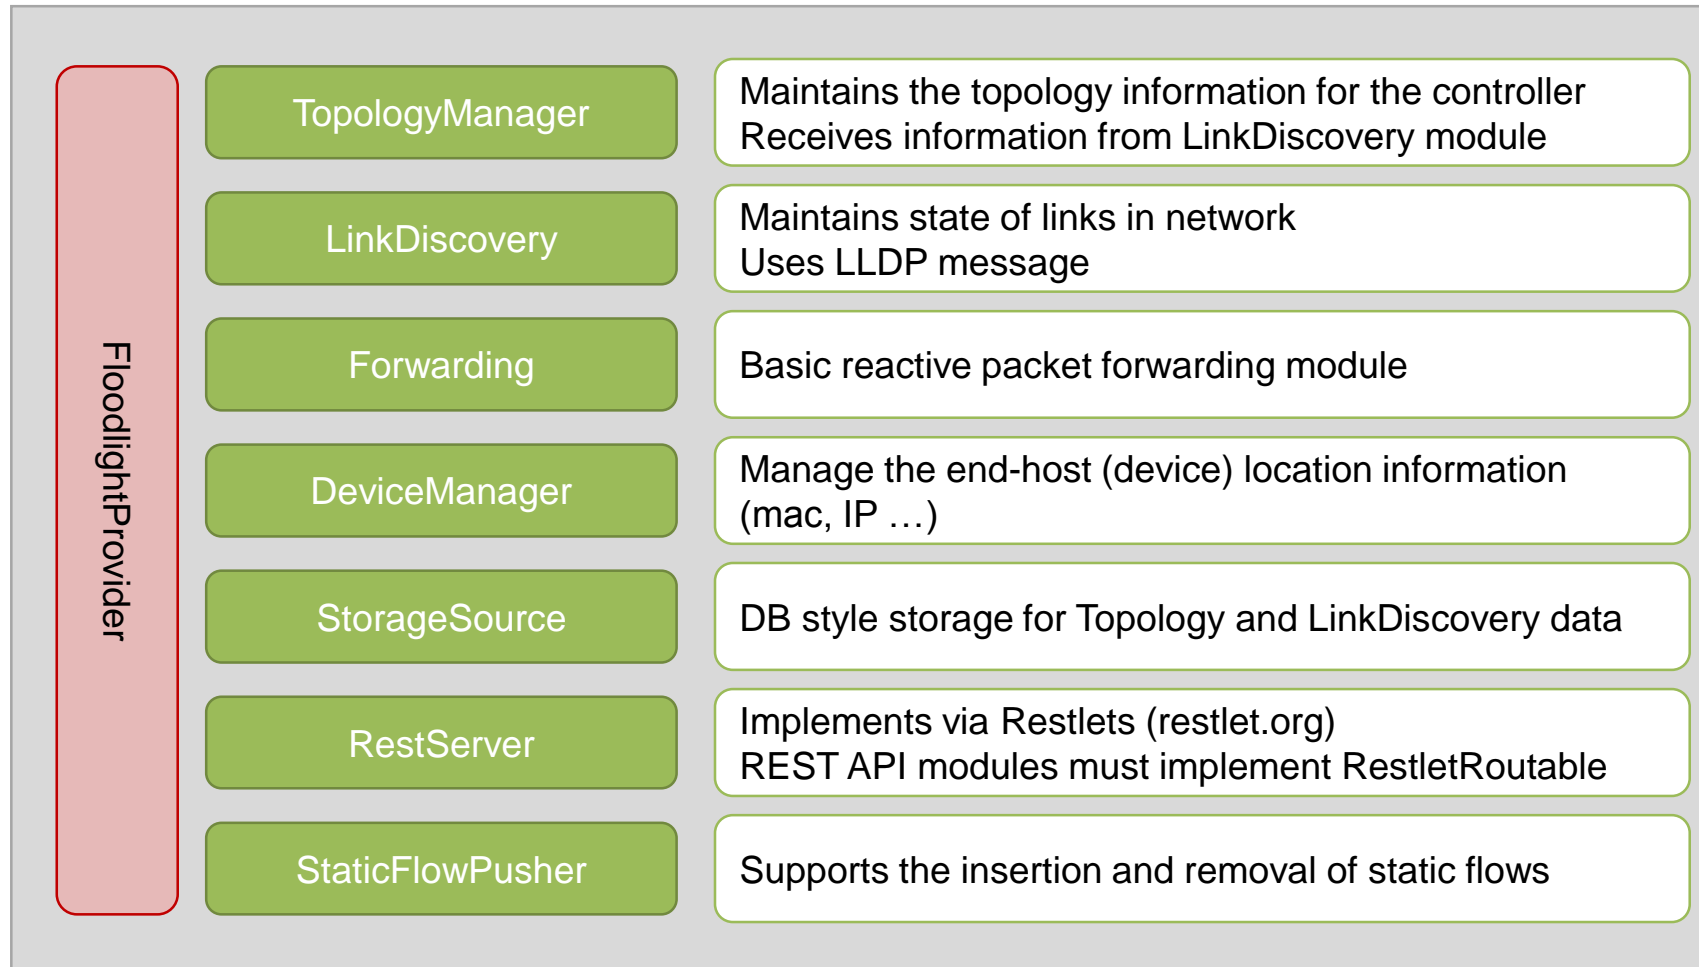 FloodlightProvider
TopologyManager
Maintains the topology information for the controller
Receives information from LinkDiscovery module
LinkDiscovery
Maintains state of links in network
Uses LLDP message
Forwarding
Basic reactive packet forwarding module
DeviceManager
Manage the end-host (device) location information
(mac, IP …)
StorageSource
DB style storage for Topology and LinkDiscovery data
RestServer
Implements via Restlets (restlet.org)
REST API modules must implement RestletRoutable
StaticFlowPusher
Supports the insertion and removal of static flows